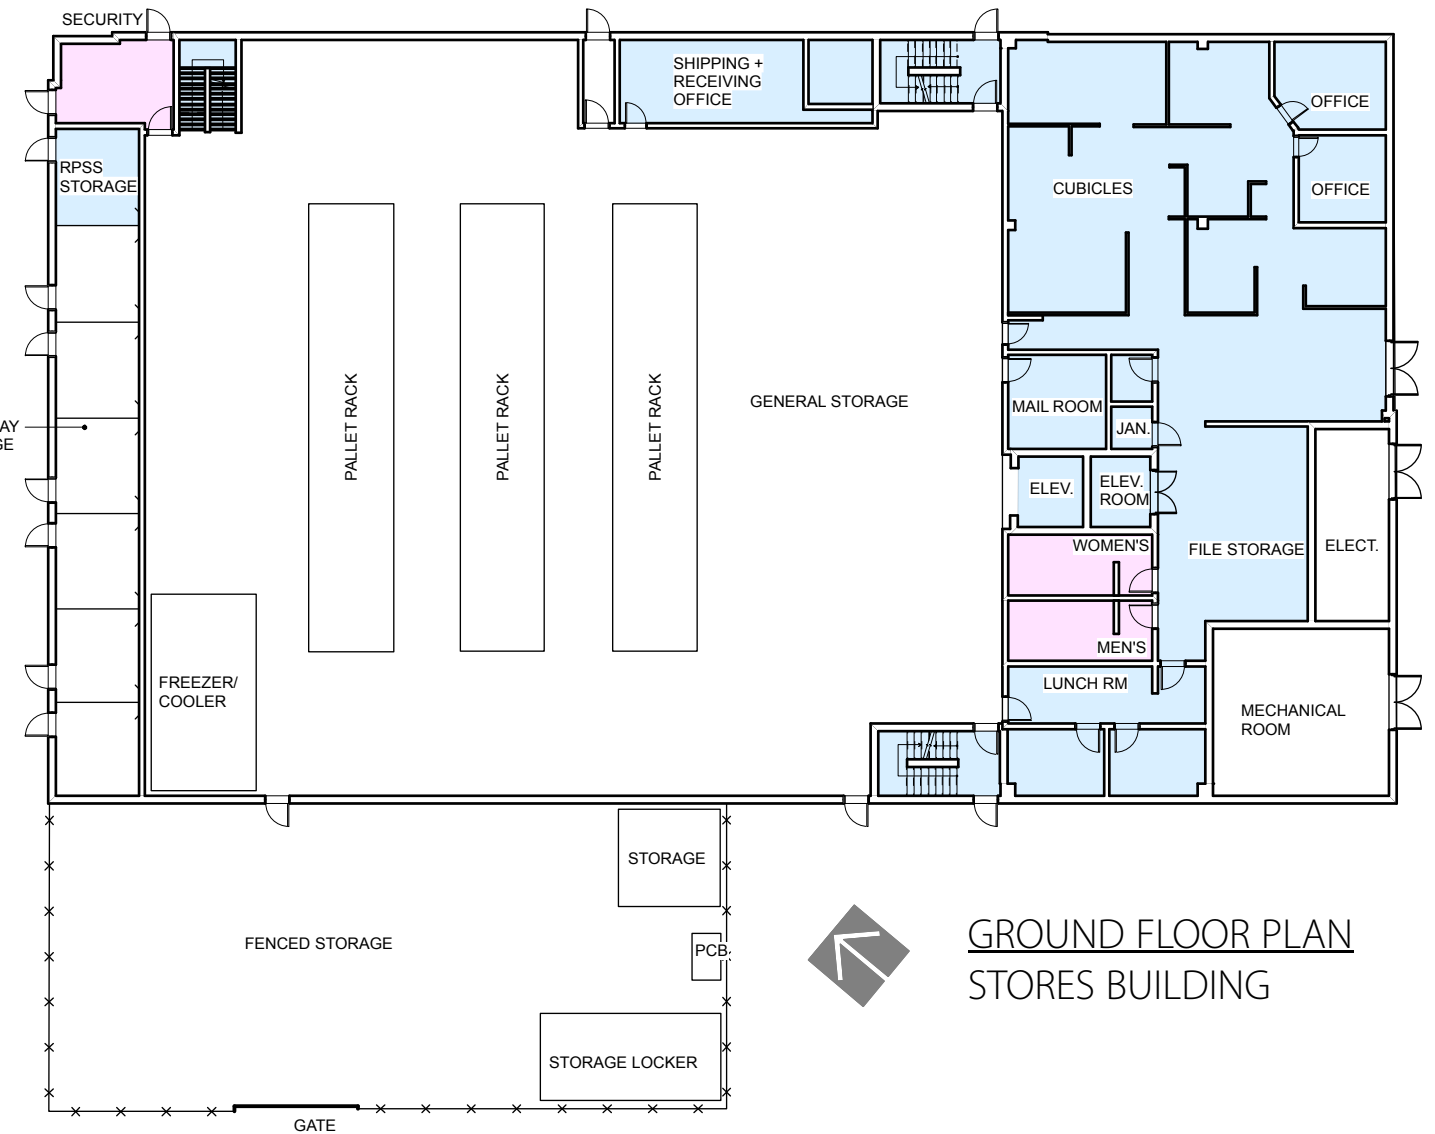 SECURITY
SHIPPING +
RECEIVING
OFFICE
OFFICE
RPSS
STORAGE
CUBICLES
OFFICE
PALLET RACK
PALLET RACK
PALLET RACK
GENERAL STORAGE
MAIL ROOM
JAN.
ELEV.
ELEV.
ROOM
WOMEN'S
FILE STORAGE
ELECT.
MEN'S
LUNCH RM
FREEZER/
COOLER
MECHANICAL
ROOM
STORAGE
FENCED STORAGE
PCB
STORAGE LOCKER
GATE
GROUND FLOOR PLAN
STORES BUILDING